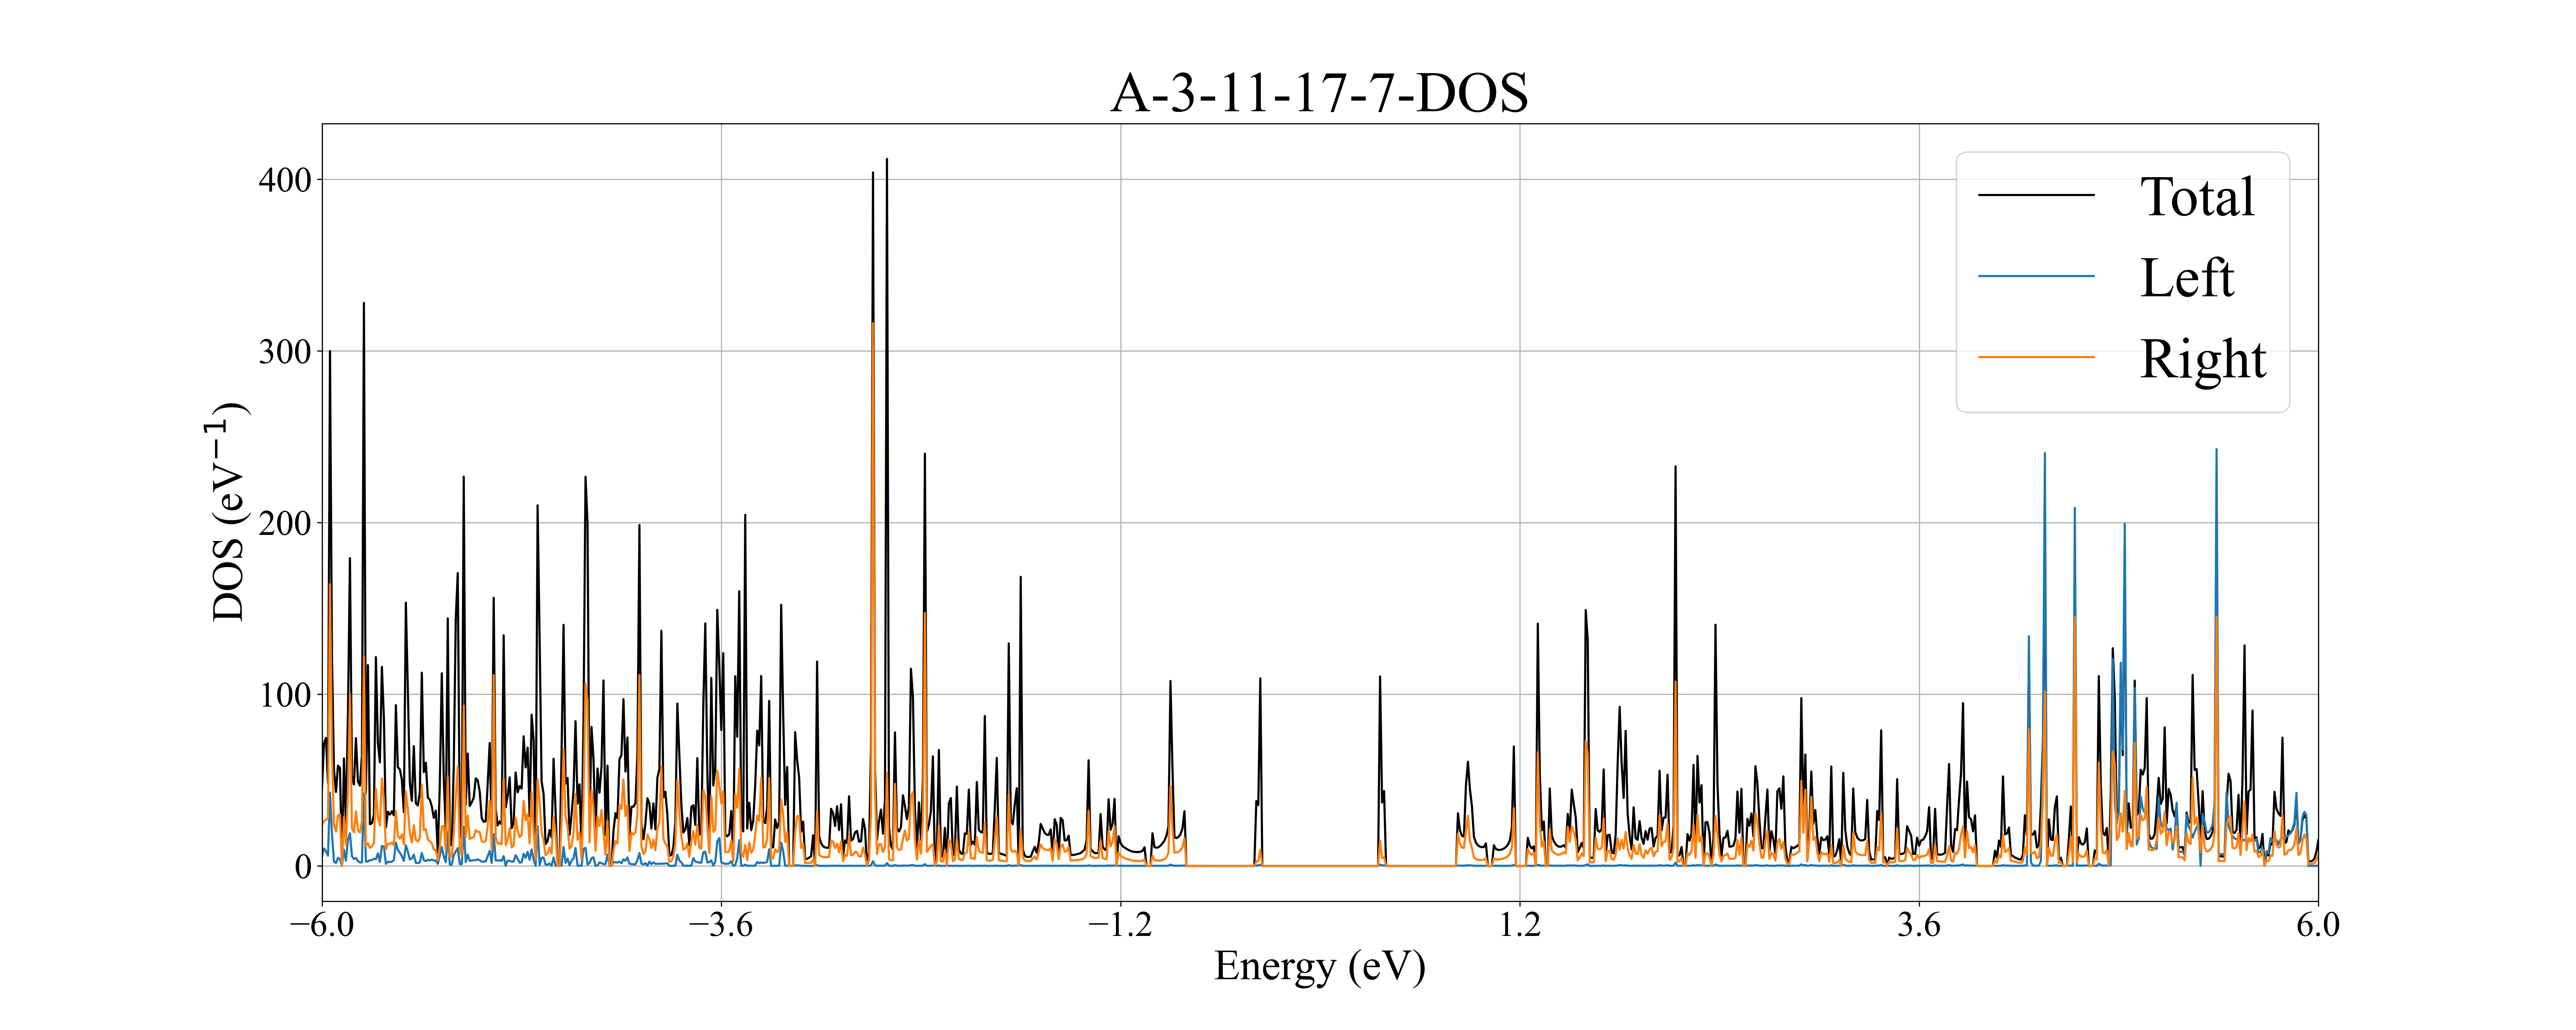 A-3-11-17-7-DOS
Total
Left
Right
400
300
200
100
0
DOS (eV⁻¹)
−6.0
−3.6
−1.2
1.2
3.6
6.0
Energy (eV)